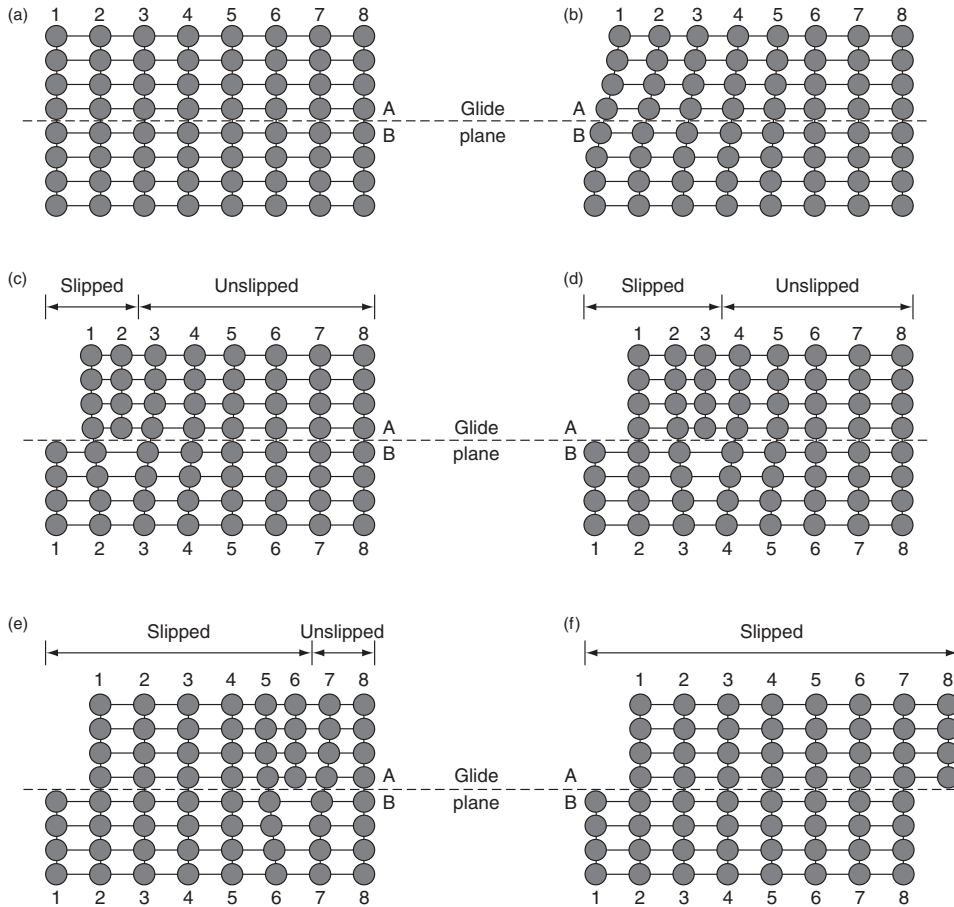 (a) 1 2 3 4 5 6 7 8
A
Glide
B
plane
(b) 1 2 3 4 5 6 7 8
A
B
(c)
Slipped Unslipped
1 2 3 4 5 6 7 8
A
Glide
B
plane
1 2 3 4 5 6 7 8
(d)
Slipped Unslipped
1 2 3 4 5 6 7 8
A
B
1 2 3 4 5 6 7 8
(e)
Slipped Unslipped
1 2 3 4 5 6 7 8
A
Glide
B
plane
1 2 3 4 5 6 7 8
(f)
Slipped
1 2 3 4 5 6 7 8
A
B
1 2 3 4 5 6 7 8